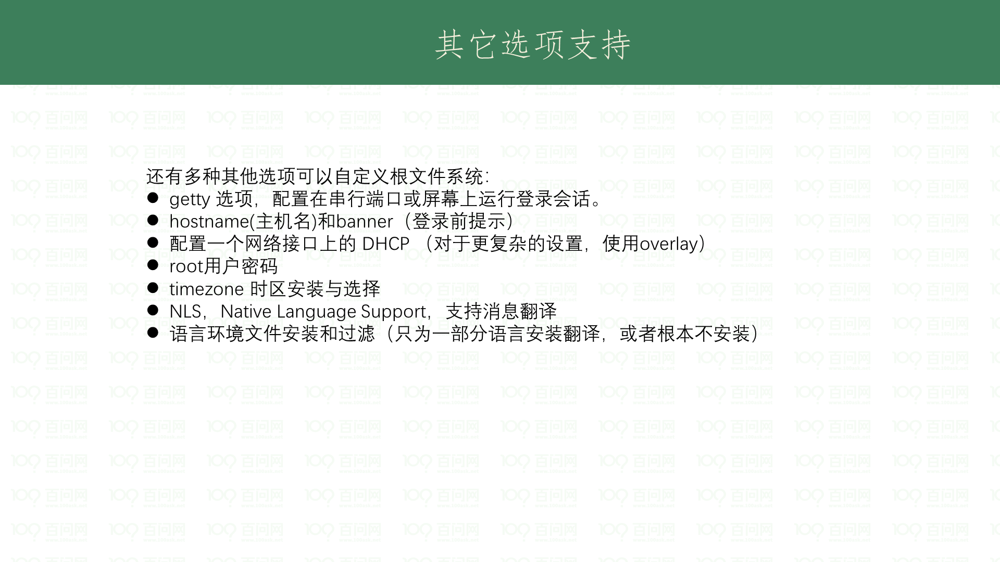 其它选项支持
还有多种其他选项可以自定义根文件系统：
● getty 选项，配置在串行端口或屏幕上运行登录会话。
● hostname(主机名)和banner（登录前提示）
● 配置一个网络接口上的 DHCP （对于更复杂的设置，使用overlay）
● root用户密码
● timezone 时区安装与选择
● NLS，Native Language Support，支持消息翻译
● 语言环境文件安装和过滤（只为一部分语言安装翻译，或者根本不安装）
百问网
www.100ask.net